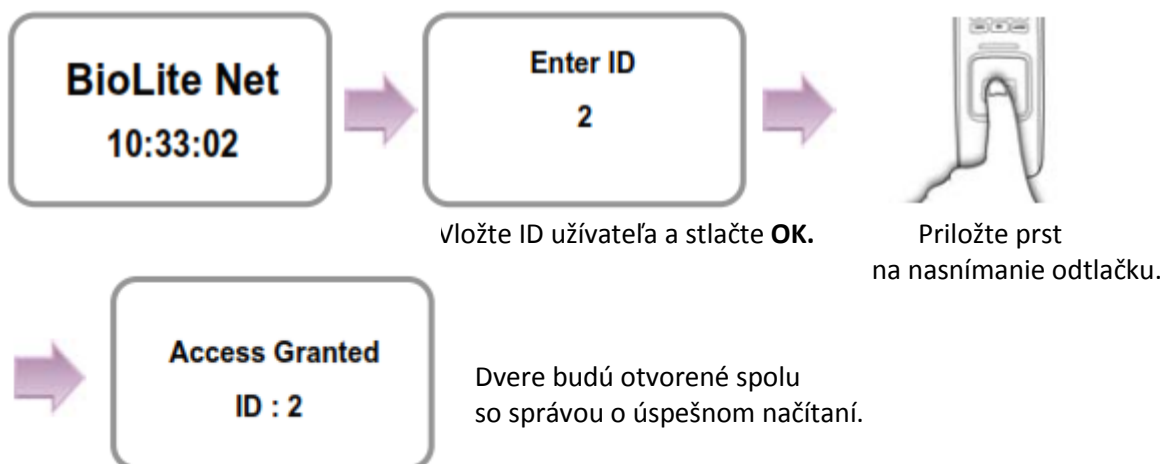 BioLite Net
10:33:02
Enter ID
2
Vložte ID užívateľa a stlačte OK.
Priložte prst
na nasnímanie odtlačku.
Access Granted
ID : 2
Dvere budú otvorené spolu
so správou o úspešnom načítaní.